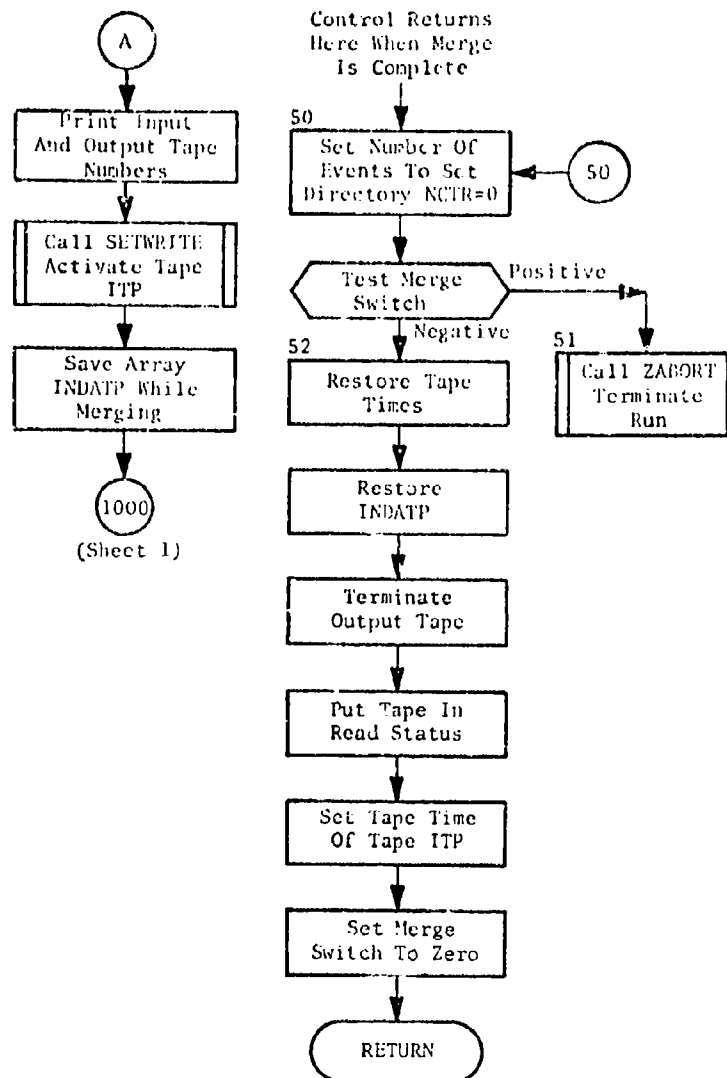 A
Print Input
And Output Tape
Numbers
Call SETWRITE
Activate Tape
ITP
Save Array
INDATP While
Merging
1000
(Sheet 1)
Control Returns
Here When Merge
Is Complete
50
Set Number Of
Events To Set
Directory NCTR=0
50
Test Merge
Switch
Positive
Negative
51
Call ZABORT
Terminate
Run
52
Restore Tape
Times
Restore
INDATP
Terminate
Output Tape
Put Tape In
Read Status
Set Tape Time
Of Tape ITP
Set Merge
Switch To Zero
RETURN